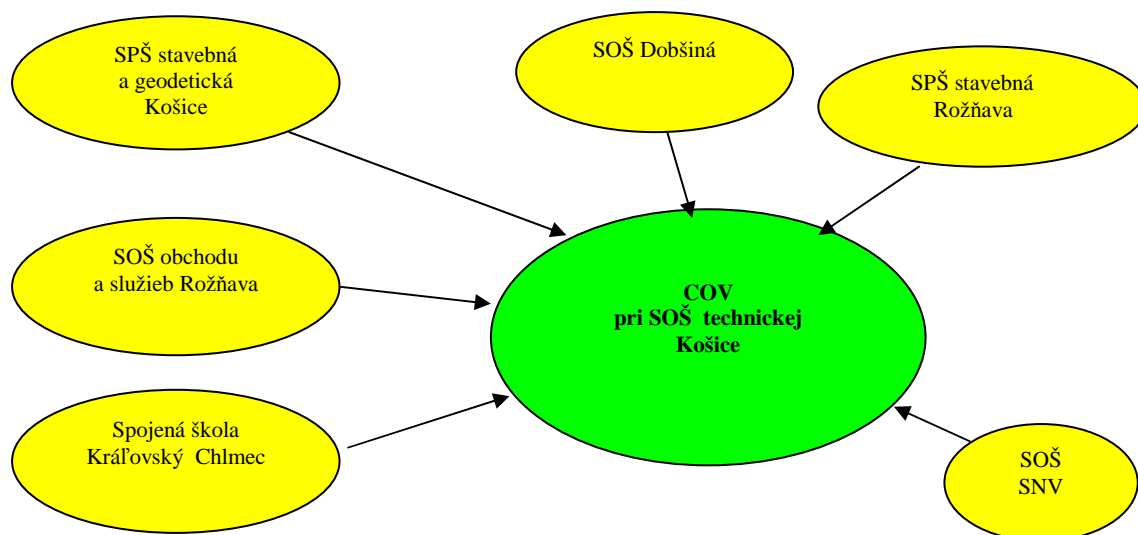 SPŠ stavebná
a geodetická
Košice
SOŠ Dobšiná
SPŠ stavebná
Rožňava
SOŠ obchodu
a služieb Rožňava
COV
pri SOŠ technickej
Košice
Spojená škola
Kráľovský Chlmec
SOŠ
SNV